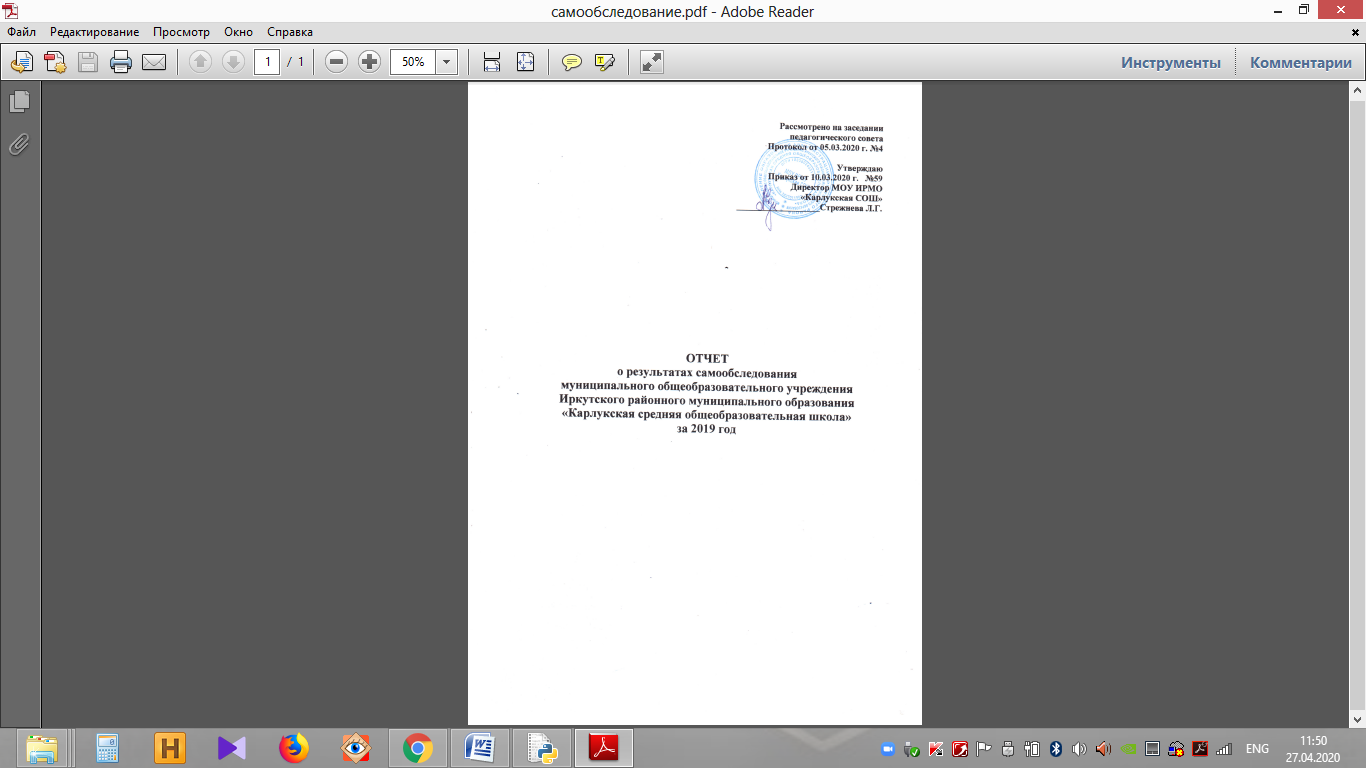 самообследование.pdf - Adobe Reader
Файл Редактирование Просмотр Окно Справка
1 / 1 50% Инструменты Комментарии
Рассмотрено на заседании
педагогического совета
Протокол от 05.03.2020 г. №4
Утверждаю
Приказ от 10.03.2020 г. №59
Директор МОУ ИРМО
«Карлукская СОШ»
Стрежнева Л.Г.
ОТЧЕТ
о результатах самообследования
муниципального общеобразовательного учреждения
Иркутского районного муниципального образования
«Карлукская средняя общеобразовательная школа»
за 2019 год
ENG
11:50
27.04.2020